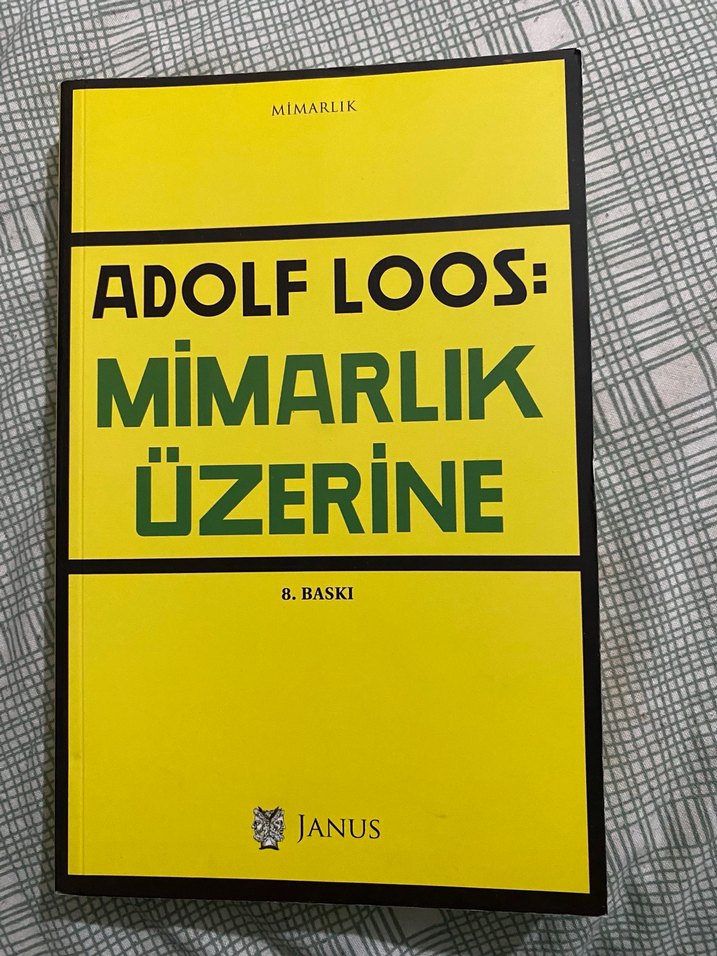 MİMARLIK
ADOLF LOOS:
MİMARLIK
ÜZERİNE
8. BASKI
JANUS